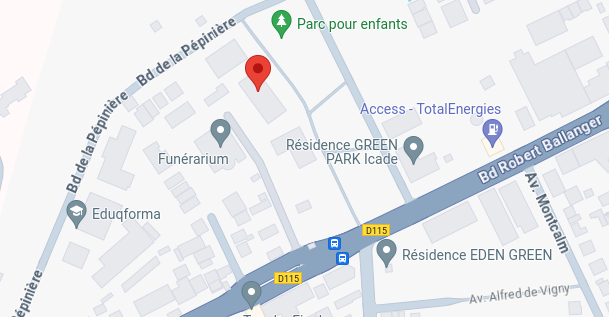 Parc pour enfants
Bd de la Pépinière
Access - TotalEnergies
Bd de la Pépinière
Bd Robert Ballanger
Résidence GREEN
PARK Icade
Funérarium
Av. Montcalm
Eduqforma
D115
Résidence EDEN GREEN
D115
Pépinière
Av. Alfred de Vigny